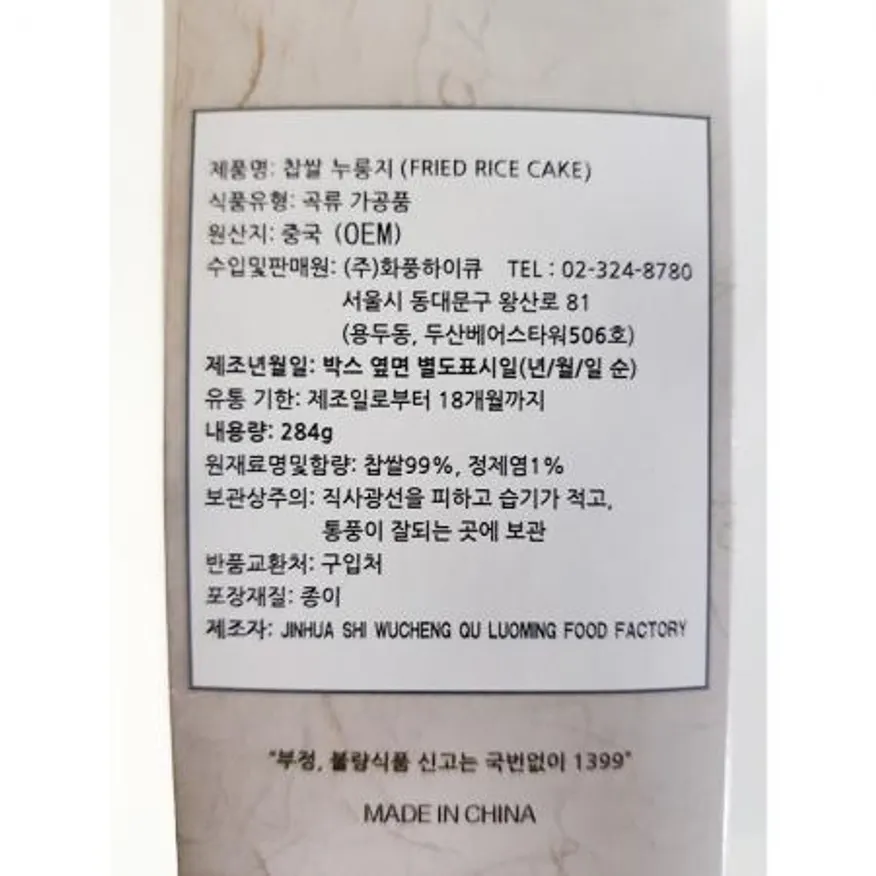 제품명: 찹쌀 누룽지 (FRIED RICE CAKE)
식품유형: 곡류 가공품
원산지: 중국 (OEM)
수입및판매원: (주)화풍하이큐 TEL : 02-324-8780
서울시 동대문구 왕산로 81
(용두동, 두산베어스타워506호)
제조년월일: 박스 옆면 별도표시일(년/월/일 순)
유통 기한: 제조일로부터 18개월까지
내용량: 284g
원재료명및함량: 찹쌀99%, 정제염1%
보관상주의: 직사광선을 피하고 습기가 적고,
통풍이 잘되는 곳에 보관
반품교환처: 구입처
포장재질: 종이
제조자: JINHUA SHI WUCHENG QU LUOMING FOOD FACTORY
"부정, 불량식품 신고는 국번없이 1399"
MADE IN CHINA